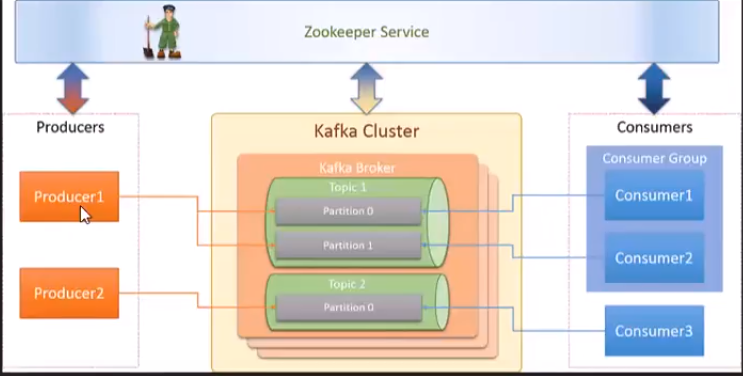 Zookeeper Service
Producers
Kafka Cluster
Consumers
Kafka Broker
Consumer Group
Topic 1
Producer1
Partition 0
Consumer1
Partition 1
Consumer2
Topic 2
Producer2
Partition 0
Consumer3